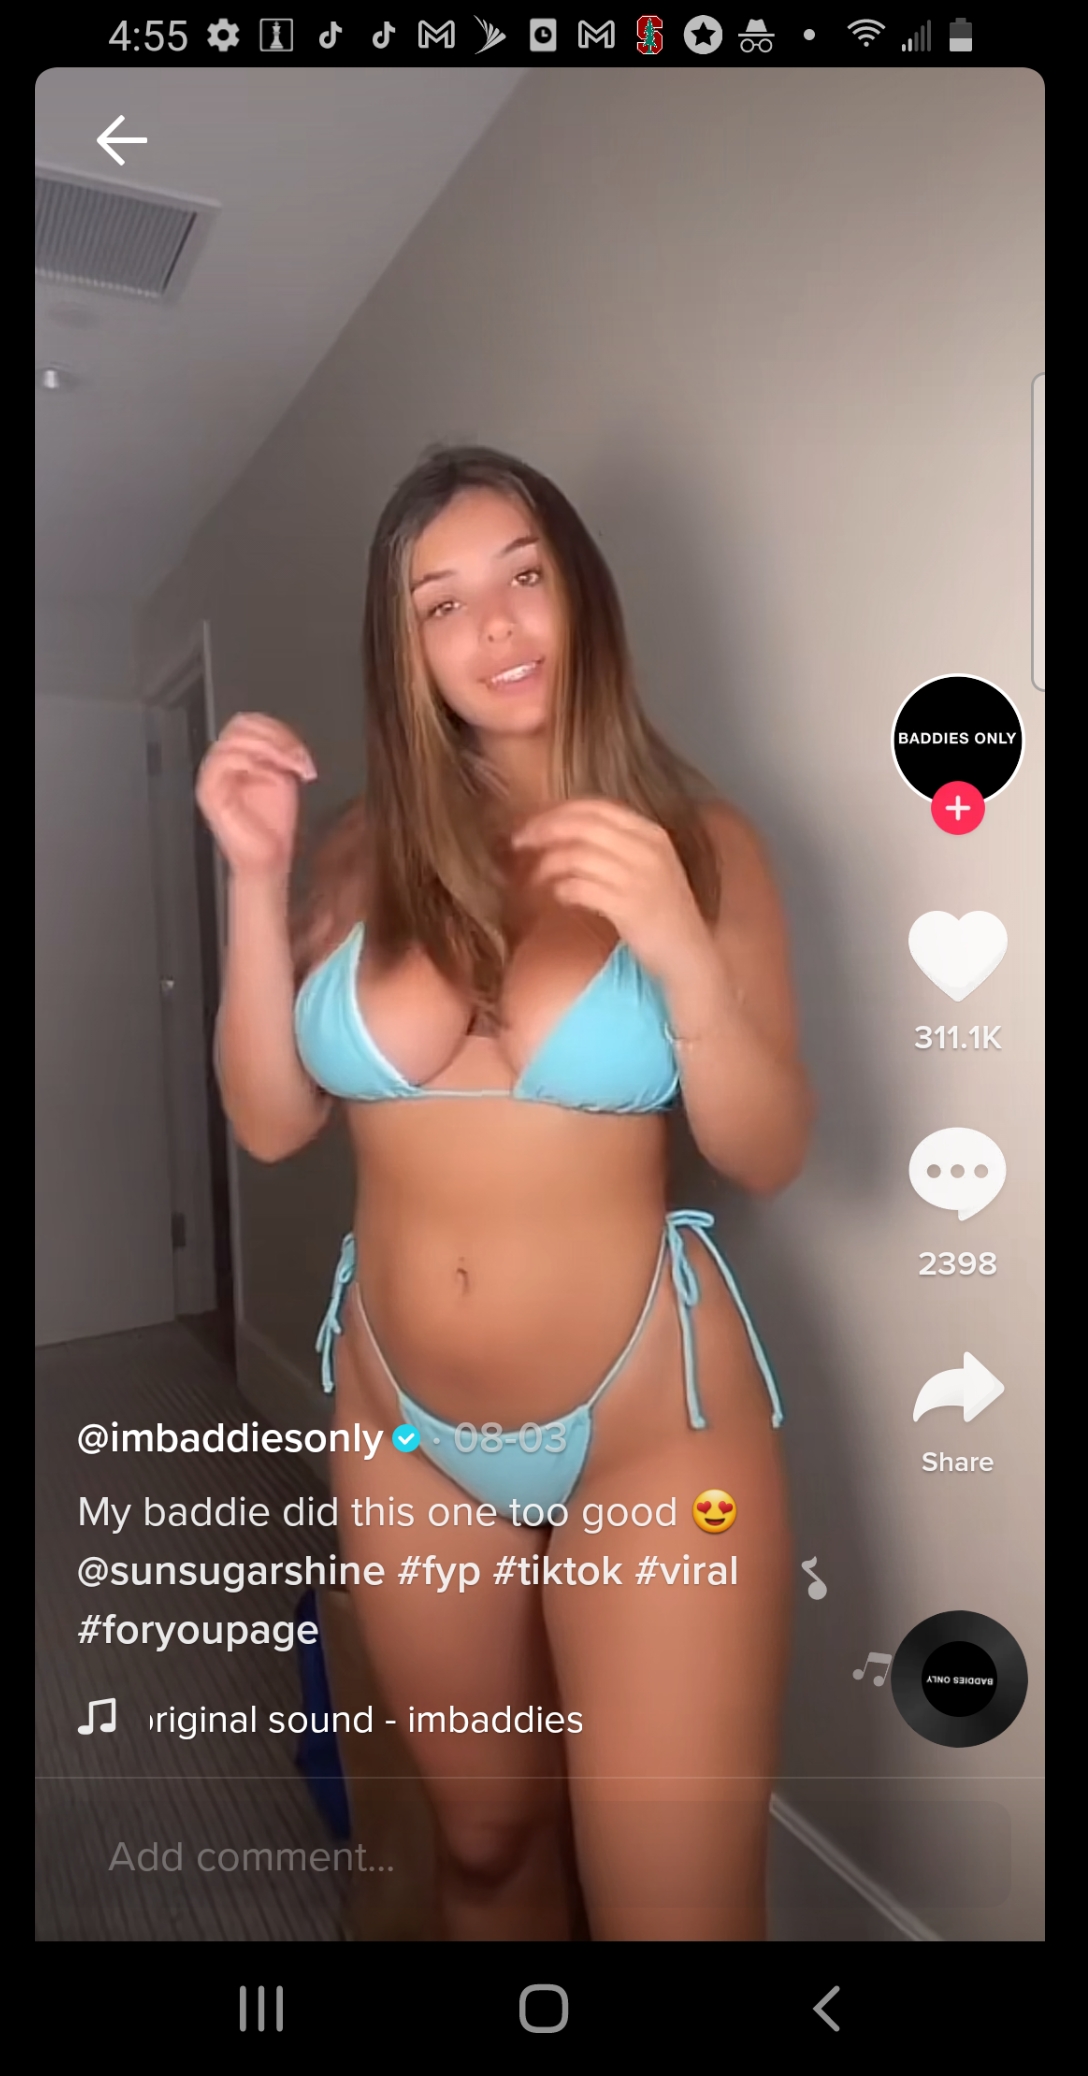 4:55
BADDIES ONLY
311.1K
2398
Share
@imbaddiesonly · 08-03
My baddie did this one too good 😍
@sunsugarshine #fyp #tiktok #viral
#foryoupage
riginal sound - imbaddies
BADDIES ONLY
Add comment...